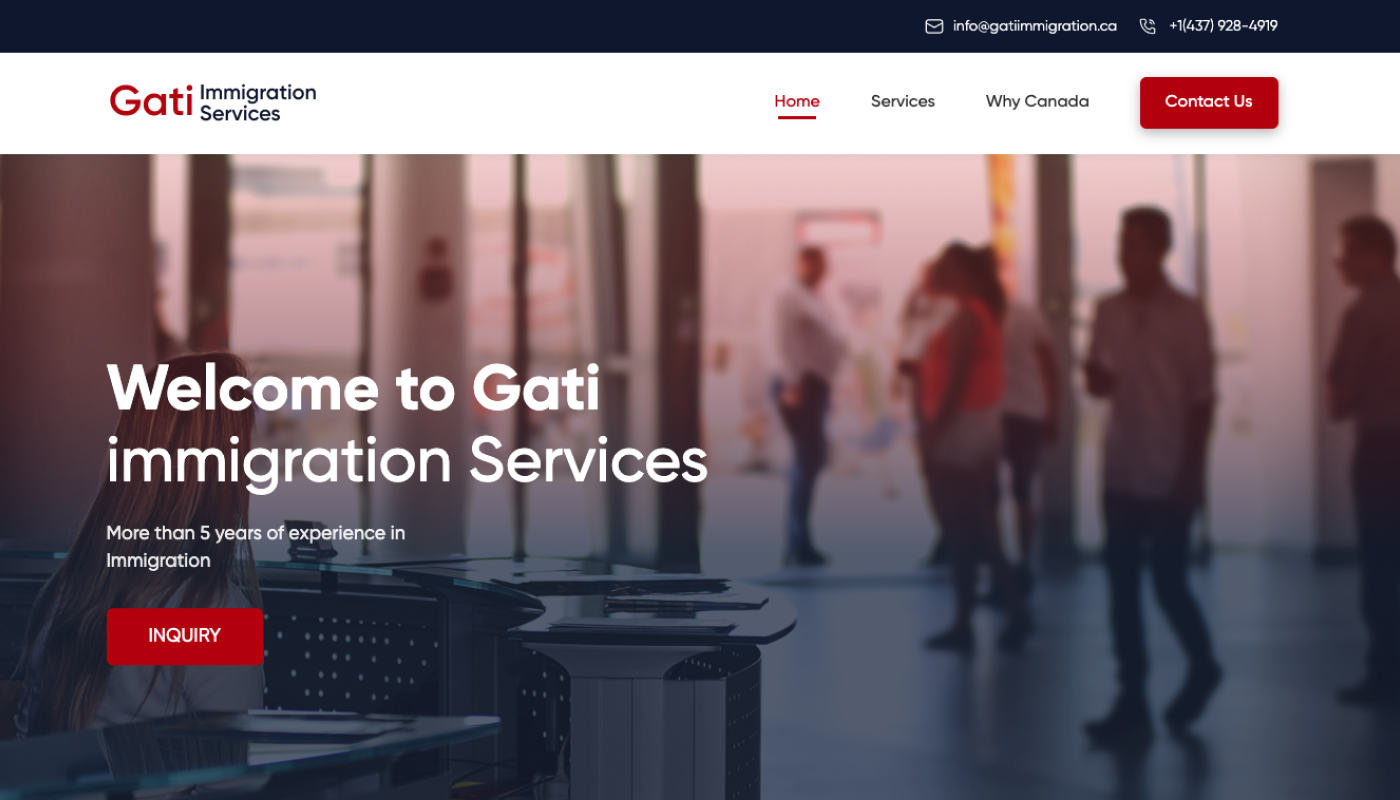 info@gatiimmigration.ca +1(437) 928-4919
Gati Immigration
Services
Home Services Why Canada Contact Us
Welcome to Gati
immigration Services
More than 5 years of experience in
Immigration
INQUIRY